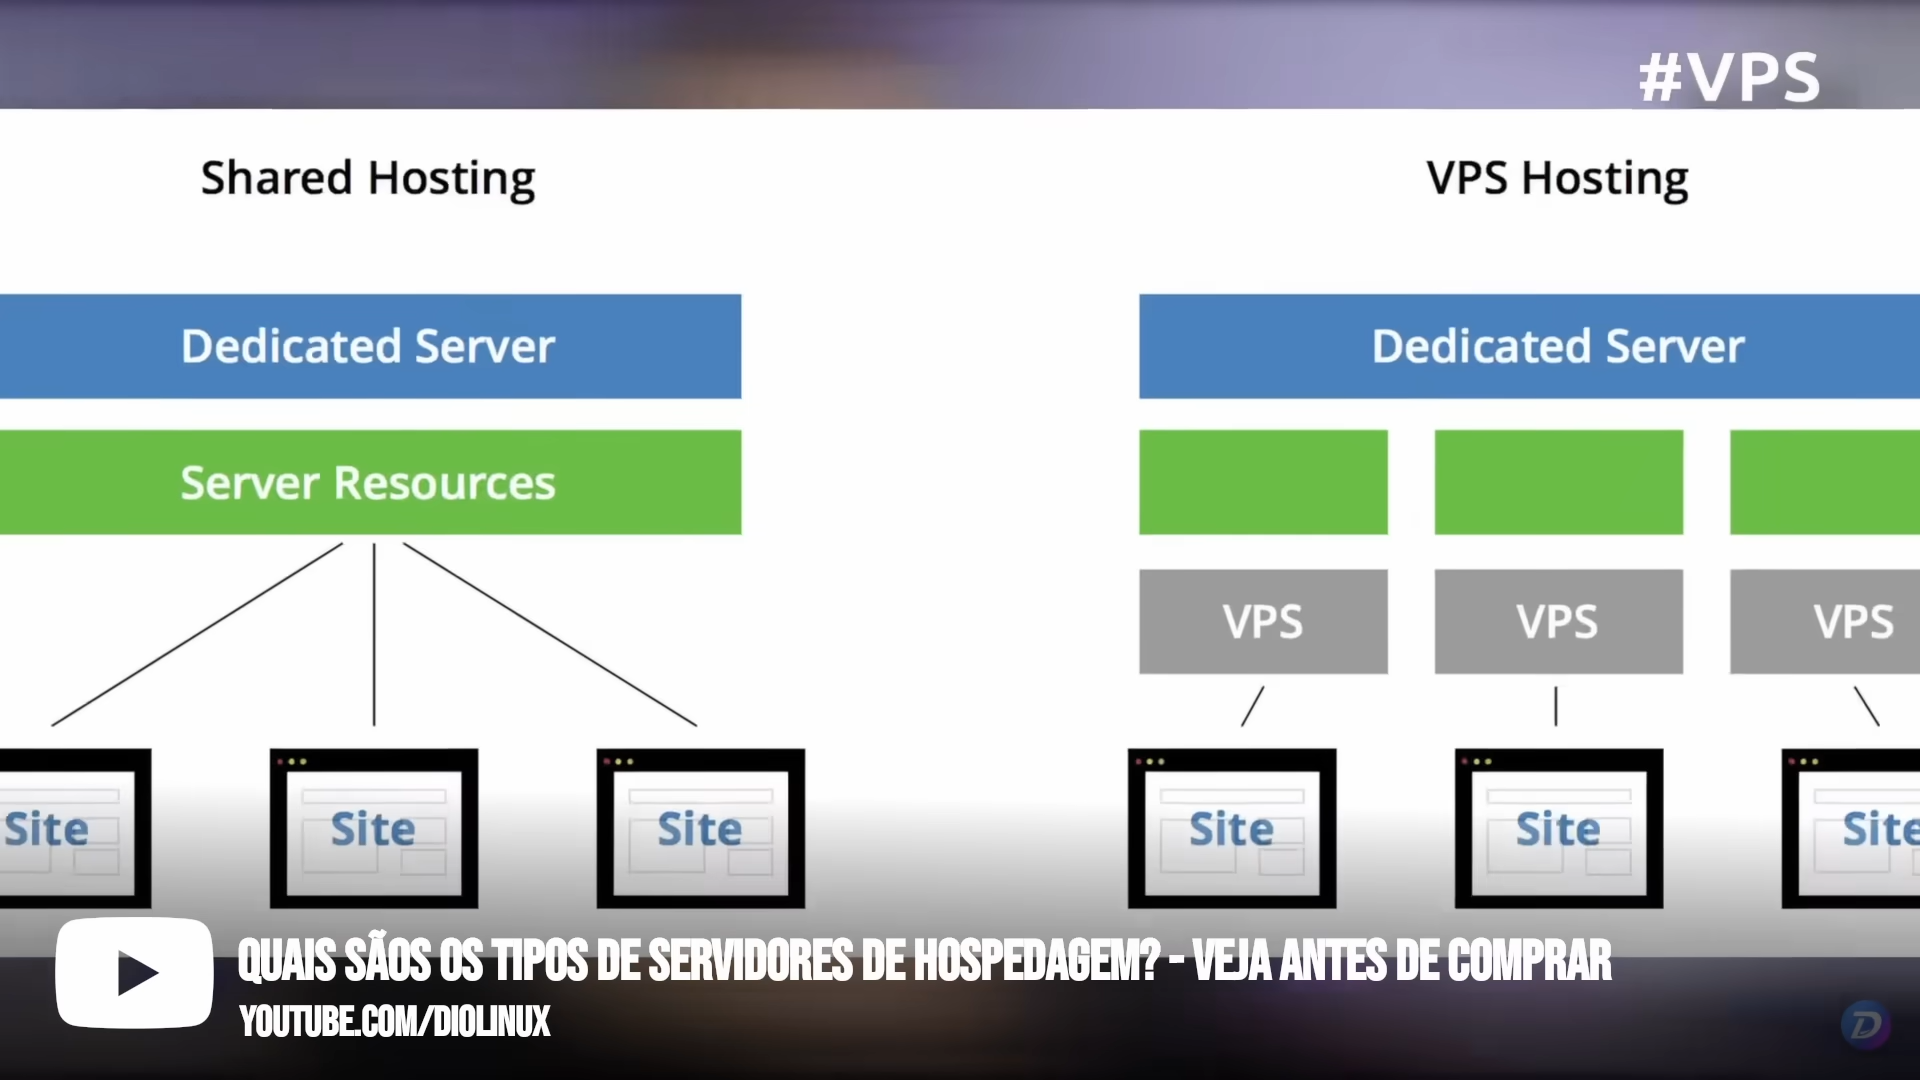 #VPS
Shared Hosting
VPS Hosting
Dedicated Server
Dedicated Server
Server Resources
VPS
VPS
VPS
Site
Site
Site
Site
Site
Site
QUAIS SÃOS OS TIPOS DE SERVIDORES DE HOSPEDAGEM? - VEJA ANTES DE COMPRAR
YOUTUBE.COM/DIOLINUX
D